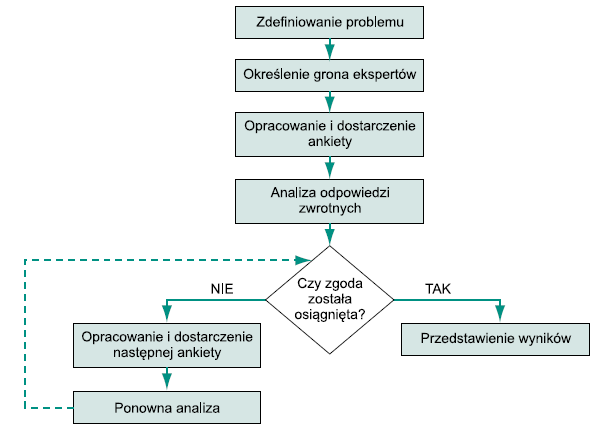 Zdefiniowanie problemu
Określenie grona ekspertów
Opracowanie i dostarczenie
ankiety
Analiza odpowiedzi
zwrotnych
Czy zgoda
została
osiągnięta?
NIE
TAK
Opracowanie i dostarczenie
następnej ankiety
Przedstawienie wyników
Ponowna analiza